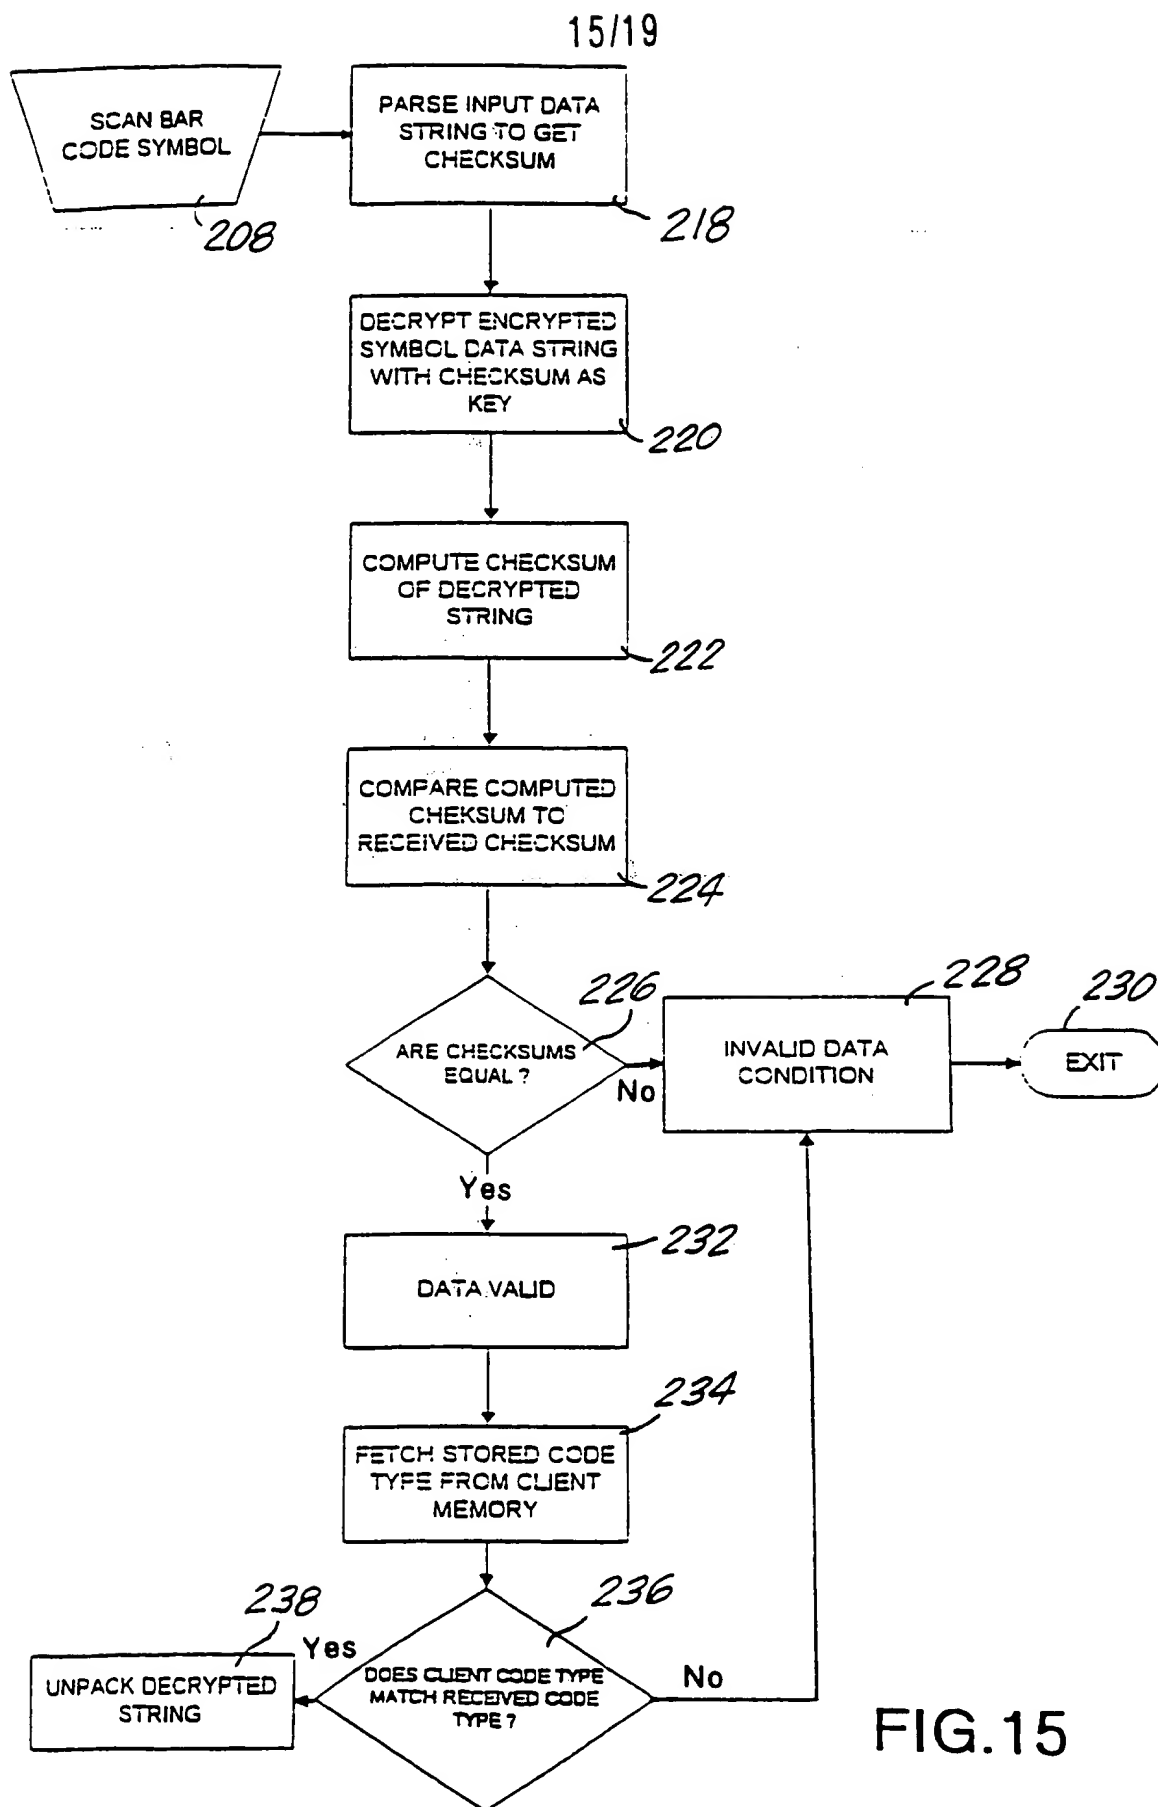 15/19
SCAN BAR
CODE SYMBOL
208
PARSE INPUT DATA
STRING TO GET
CHECKSUM
218
DECRYPT ENCRYPTED
SYMBOL DATA STRING
WITH CHECKSUM AS
KEY
220
COMPUTE CHECKSUM
OF DECRYPTED
STRING
222
COMPARE COMPUTED
CHEKSUM TO
RECEIVED CHECKSUM
224
ARE CHECKSUMS
EQUAL ?
226
No
INVALID DATA
CONDITION
228
EXIT
230
Yes
DATA VALID
232
FETCH STORED CODE
TYPE FROM CLIENT
MEMORY
234
DOES CLIENT CODE TYPE
MATCH RECEIVED CODE
TYPE ?
236
Yes
No
UNPACK DECRYPTED
STRING
238
FIG.15